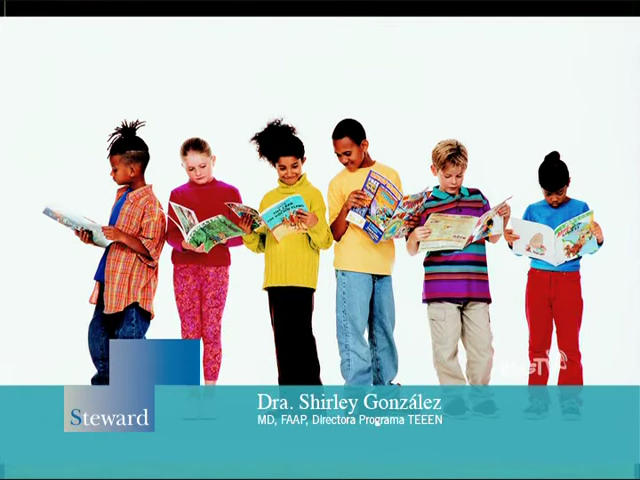 Steward
Dra. Shirley González
MD, FAAP, Directora Programa TEEEN